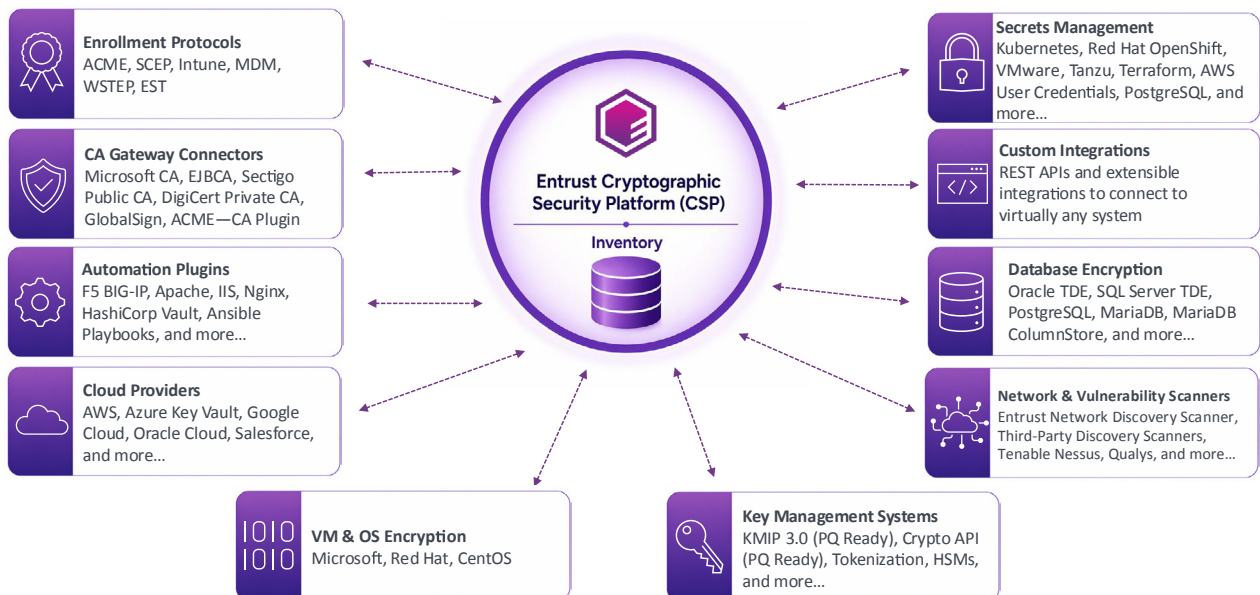 Enrollment Protocols
ACME, SCEP, Intune, MDM,
WSTEP, EST
CA Gateway Connectors
Microsoft CA, EJBCA, Sectigo
Public CA, DigiCert Private CA,
GlobalSign, ACME—CA Plugin
Automation Plugins
F5 BIG-IP, Apache, IIS, Nginx,
HashiCorp Vault, Ansible
Playbooks, and more...
Cloud Providers
AWS, Azure Key Vault, Google
Cloud, Oracle Cloud, Salesforce,
and more...
Entrust Cryptographic
Security Platform (CSP)
Inventory
Secrets Management
Kubernetes, Red Hat OpenShift,
VMware, Tanzu, Terraform, AWS
User Credentials, PostgreSQL, and
more...
Custom Integrations
REST APIs and extensible
integrations to connect to
virtually any system
Database Encryption
Oracle TDE, SQL Server TDE,
PostgreSQL, MariaDB, MariaDB
ColumnStore, and more...
Network & Vulnerability Scanners
Entrust Network Discovery Scanner,
Third-Party Discovery Scanners,
Tenable Nessus, Qualys, and more...
VM & OS Encryption
Microsoft, Red Hat, CentOS
Key Management Systems
KMIP 3.0 (PQ Ready), Crypto API
(PQ Ready), Tokenization, HSMs,
and more...